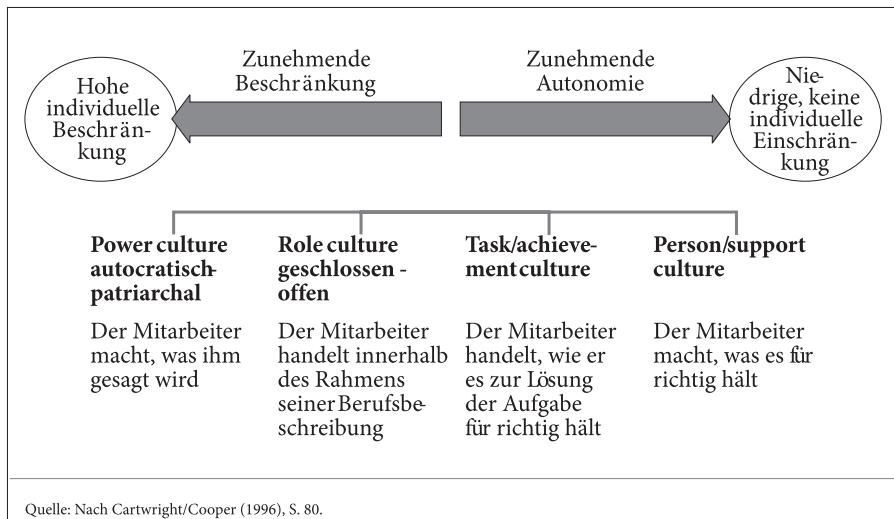 Zunehmende
Beschränkung
Zunehmende
Autonomie
Hohe
individuelle
Beschrän-
kung
Nie-
drige, keine
individuelle
Einschrän-
kung
Power culture
autocratisch-
patriarchal
Der Mitarbeiter
macht, was ihm
gesagt wird
Role culture
geschlossen -
offen
Der Mitarbeiter
handelt innerhalb
des Rahmens
seiner Berufsbe-
schreibung
Task/achieve-
ment culture
Der Mitarbeiter
handelt, wie er
es zur Lösung
der Aufgabe
für richtig hält
Person/support
culture
Der Mitarbeiter
macht, was es für
richtig hält
Quelle: Nach Cartwright/Cooper (1996), S. 80.